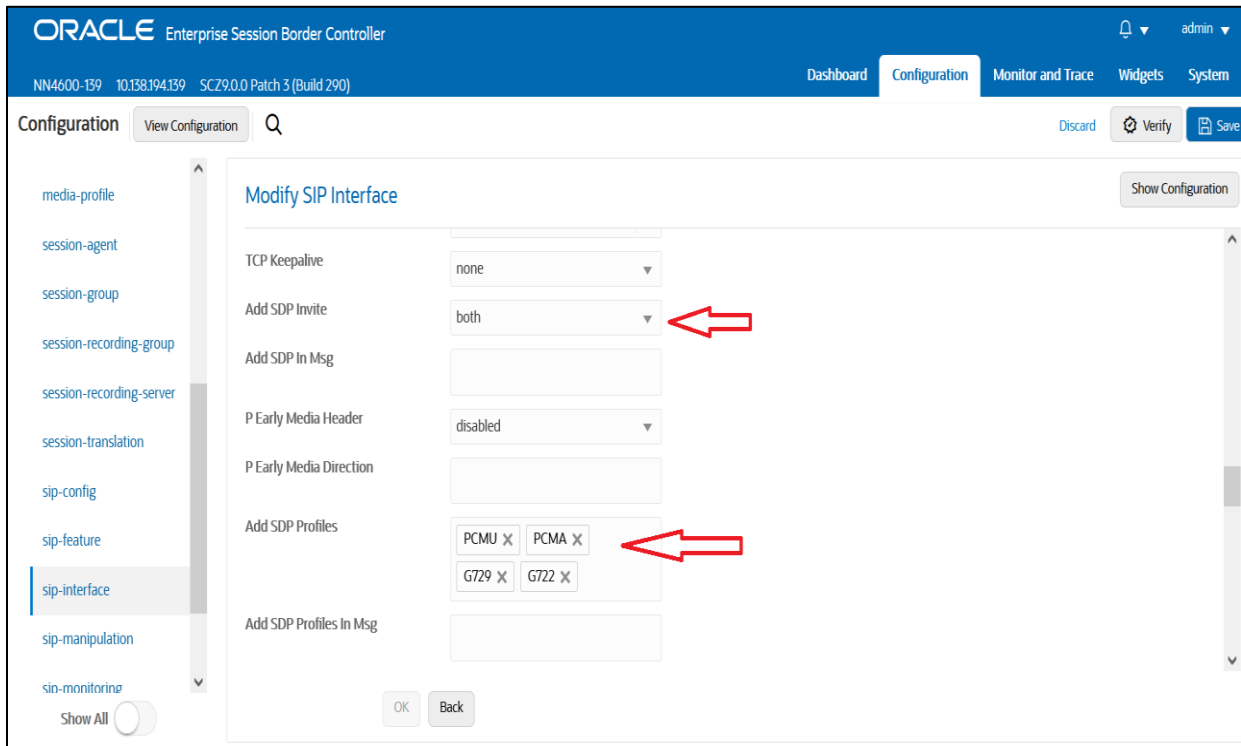 ORACLE Enterprise Session Border Controller
admin
NN4600-139 10.138.194.139 SCZ9.0.0 Patch 3 (Build 290)
Dashboard Configuration Monitor and Trace Widgets System
Configuration View Configuration
Discard Verify Save
media-profile
session-agent
session-group
session-recording-group
session-recording-server
session-translation
sip-config
sip-feature
sip-interface
sip-manipulation
sip-monitoring
Show All
Modify SIP Interface
Show Configuration
TCP Keepalive none
Add SDP Invite both
Add SDP In Msg
P Early Media Header disabled
P Early Media Direction
Add SDP Profiles PCMU X PCMA X
G729 X G722 X
Add SDP Profiles In Msg
OK Back